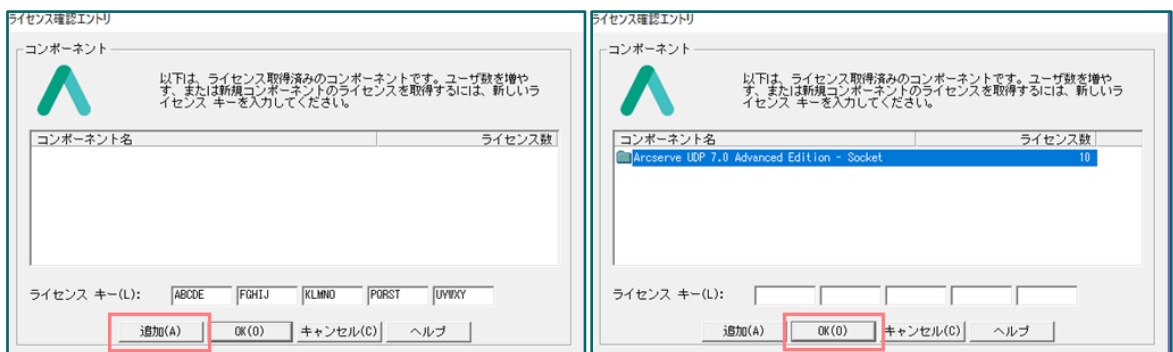 ライセンス確認エントリ
コンポーネント
以下は、ライセンス取得済みのコンポーネントです。ユーザ数を増や
す、または新規コンポーネントのライセンスを取得するには、新しいラ
イセンス キーを入力してください。
コンポーネント名 ライセンス数
ライセンス キー(L): ABCDE FGHIJ KLMNO PQRST UVWXY
追加(A) OK(O) キャンセル(C) ヘルプ
ライセンス確認エントリ
コンポーネント
以下は、ライセンス取得済みのコンポーネントです。ユーザ数を増や
す、または新規コンポーネントのライセンスを取得するには、新しいラ
イセンス キーを入力してください。
コンポーネント名 ライセンス数
Arcserve UDP 7.0 Advanced Edition - Socket 10
ライセンス キー(L):
追加(A) OK(O) キャンセル(C) ヘルプ